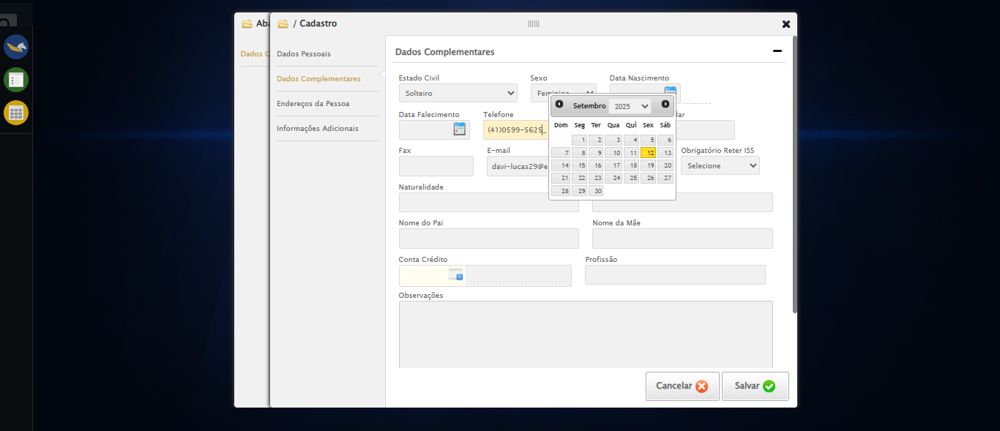 Aba
/ Cadastro
Dados C
Dados Pessoais
Dados Complementares
Endereços da Pessoa
Informações Adicionais
Dados Complementares
Estado Civil Sexo Data Nascimento
Solteiro Feminino
Setembro 2025
Dom Seg Ter Qua Qui Sex Sáb
1 2 3 4 5 6
7 8 9 10 11 12 13
14 15 16 17 18 19 20
21 22 23 24 25 26 27
28 29 30
Data Falecimento Telefone lar
(41)0599-5625_
Fax E-mail Obrigatório Reter ISS
davi-lucas29@e Selecione
Naturalidade
Nome do Pai Nome da Mãe
Conta Crédito Profissão
Observações
Cancelar Salvar